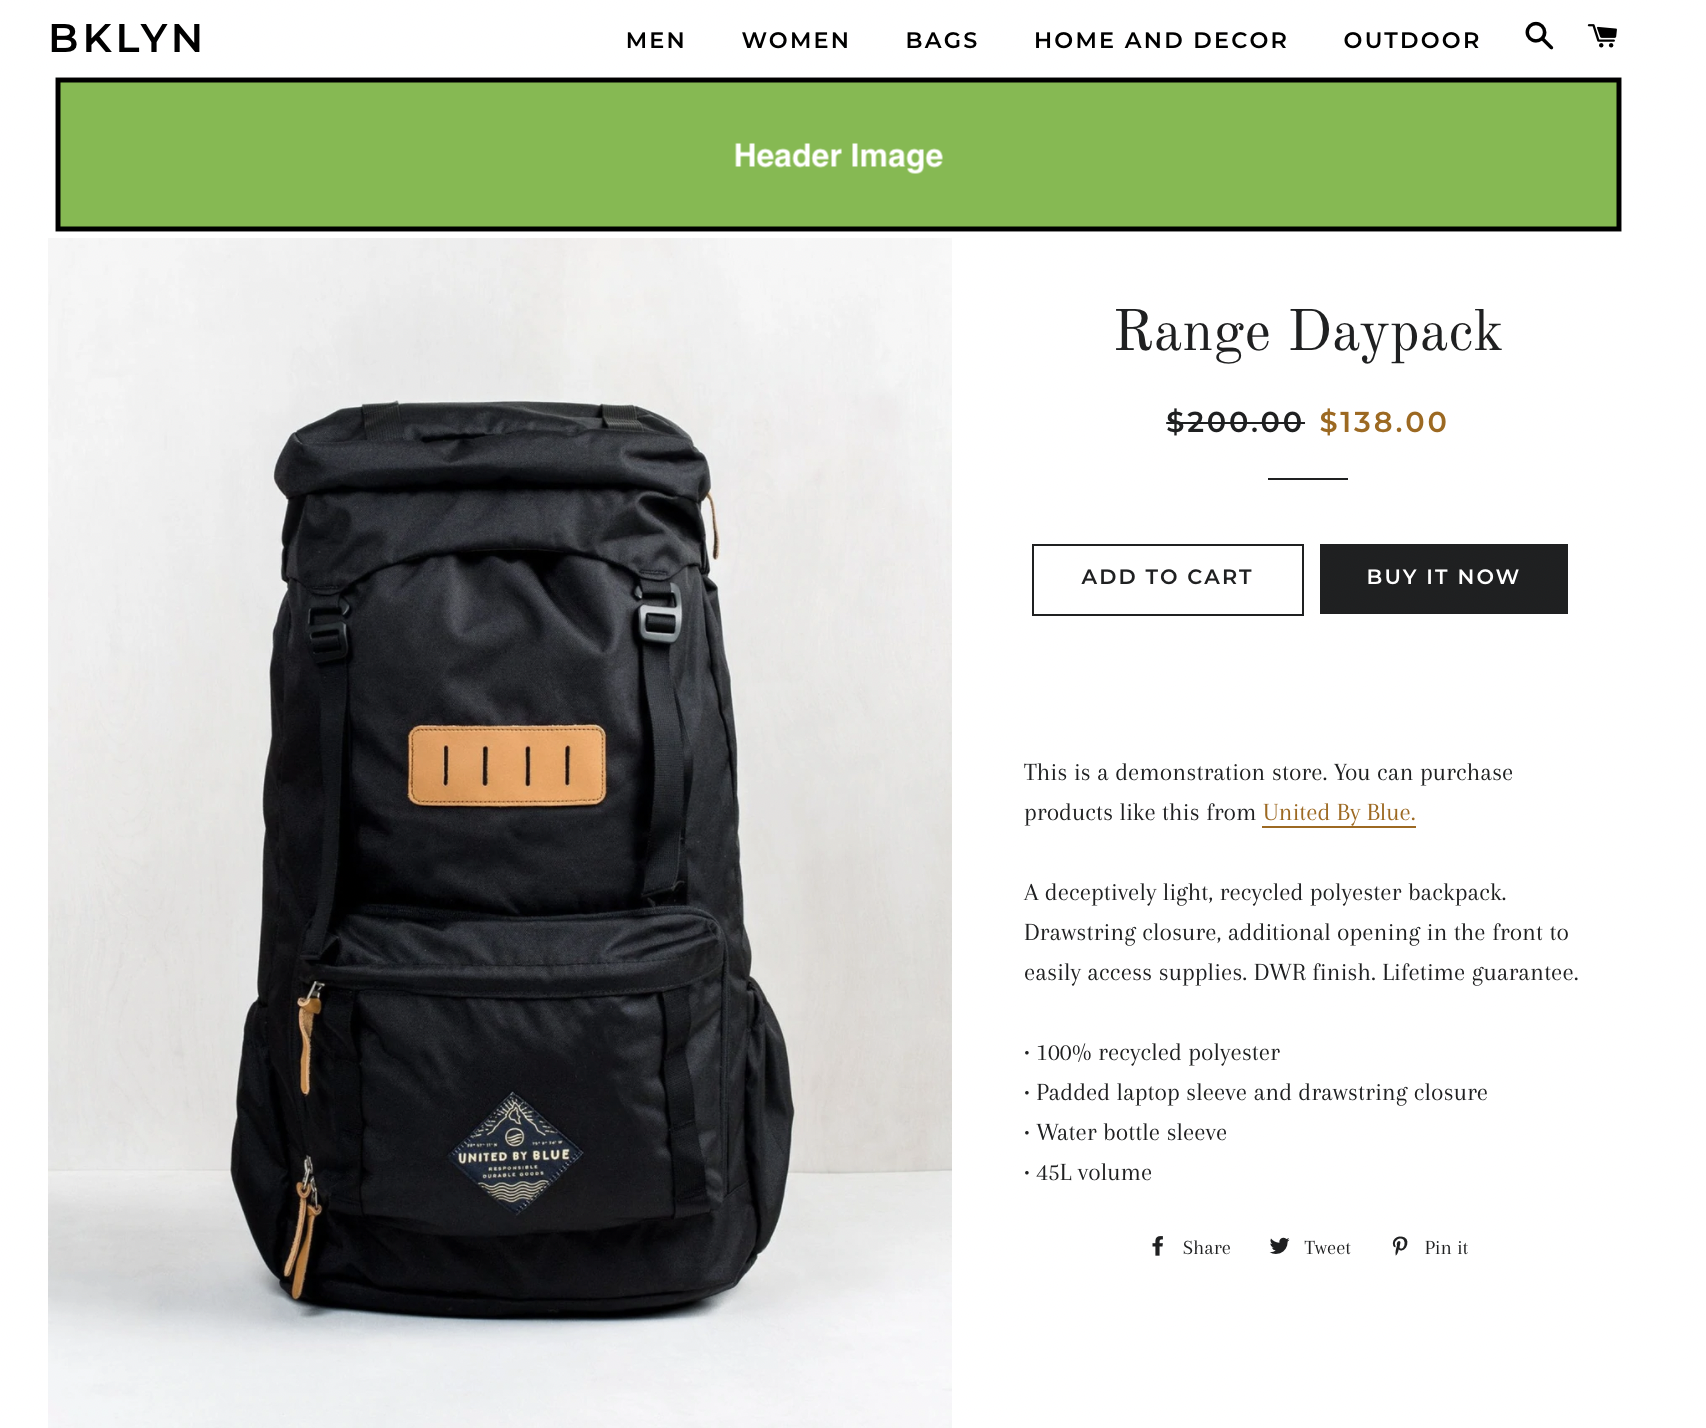 BKLYN
MEN WOMEN BAGS HOME AND DECOR OUTDOOR
Header Image
Range Daypack
$200.00 $138.00
ADD TO CART BUY IT NOW
This is a demonstration store. You can purchase
products like this from United By Blue.
A deceptively light, recycled polyester backpack.
Drawstring closure, additional opening in the front to
easily access supplies. DWR finish. Lifetime guarantee.
• 100% recycled polyester
• Padded laptop sleeve and drawstring closure
• Water bottle sleeve
• 45L volume
Share Tweet Pin it
UNITED BY BLUE
RESPONSIBLE
DURABLE GOODS